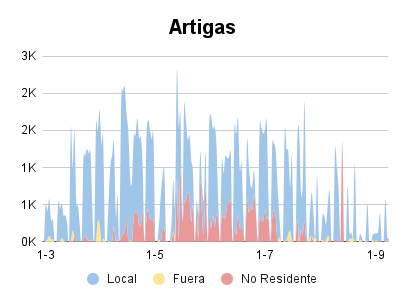 Artigas
3K
2K
2K
1K
1K
0K
1-3 1-5 1-7 1-9
Local Fuera No Residente